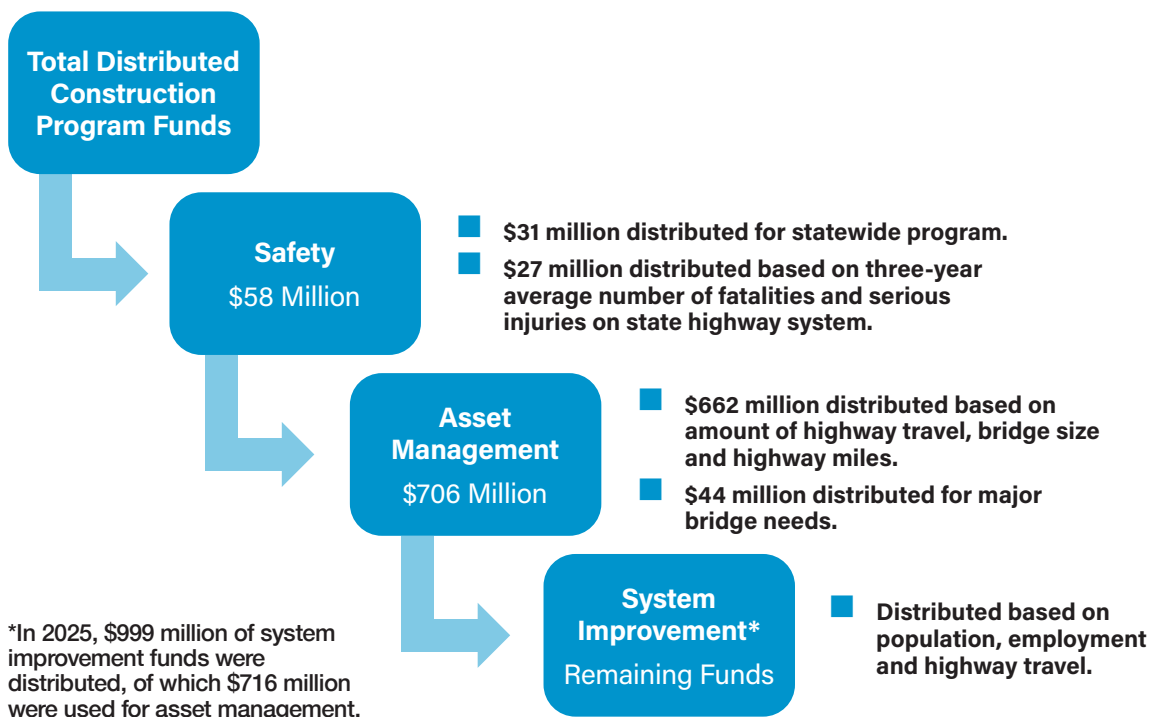 Total Distributed
Construction
Program Funds
Safety
$58 Million
$31 million distributed for statewide program.
$27 million distributed based on three-year
average number of fatalities and serious
injuries on state highway system.
Asset
Management
$706 Million
$662 million distributed based on
amount of highway travel, bridge size
and highway miles.
$44 million distributed for major
bridge needs.
System
Improvement*
Remaining Funds
Distributed based on
population, employment
and highway travel.
*In 2025, $999 million of system
improvement funds were
distributed, of which $716 million
were used for asset management.